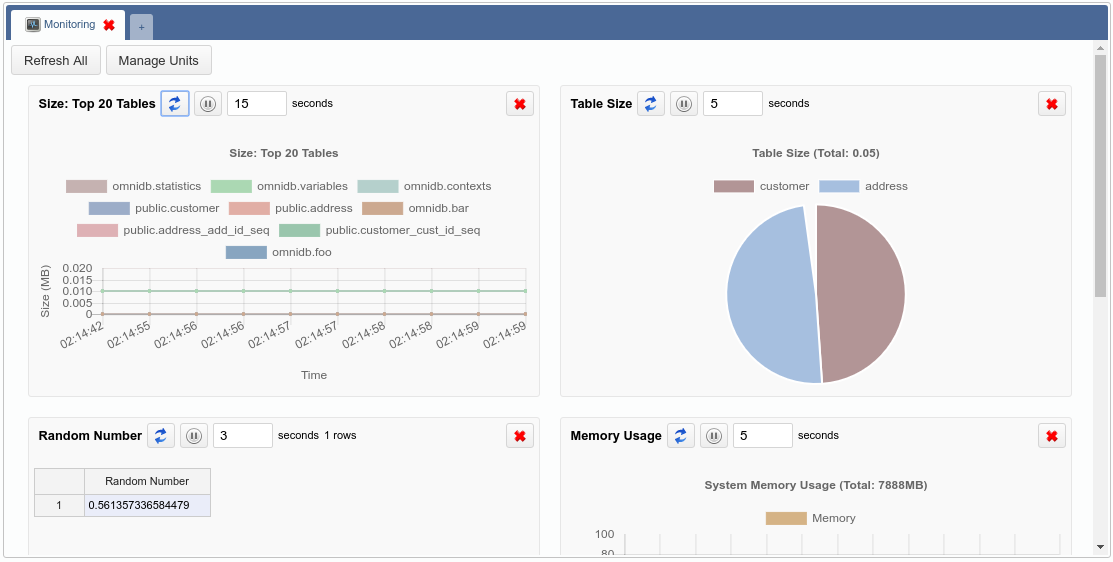 Monitoring +
Refresh All Manage Units
Size: Top 20 Tables 15 seconds
Size: Top 20 Tables
omnidb.statistics omnidb.variables omnidb.contexts
public.customer public.address omnidb.bar
public.address_add_id_seq public.customer_cust_id_seq
omnidb.foo
Size (MB)
0.020
0.015
0.010
0.005
0
02:14:42 02:14:55 02:14:56 02:14:56 02:14:57 02:14:57 02:14:58 02:14:58 02:14:59 02:14:59
Time
Table Size 5 seconds
Table Size (Total: 0.05)
customer address
Random Number 3 seconds 1 rows
Random Number
1 0.561357336584479
Memory Usage 5 seconds
System Memory Usage (Total: 7888MB)
Memory
100
80